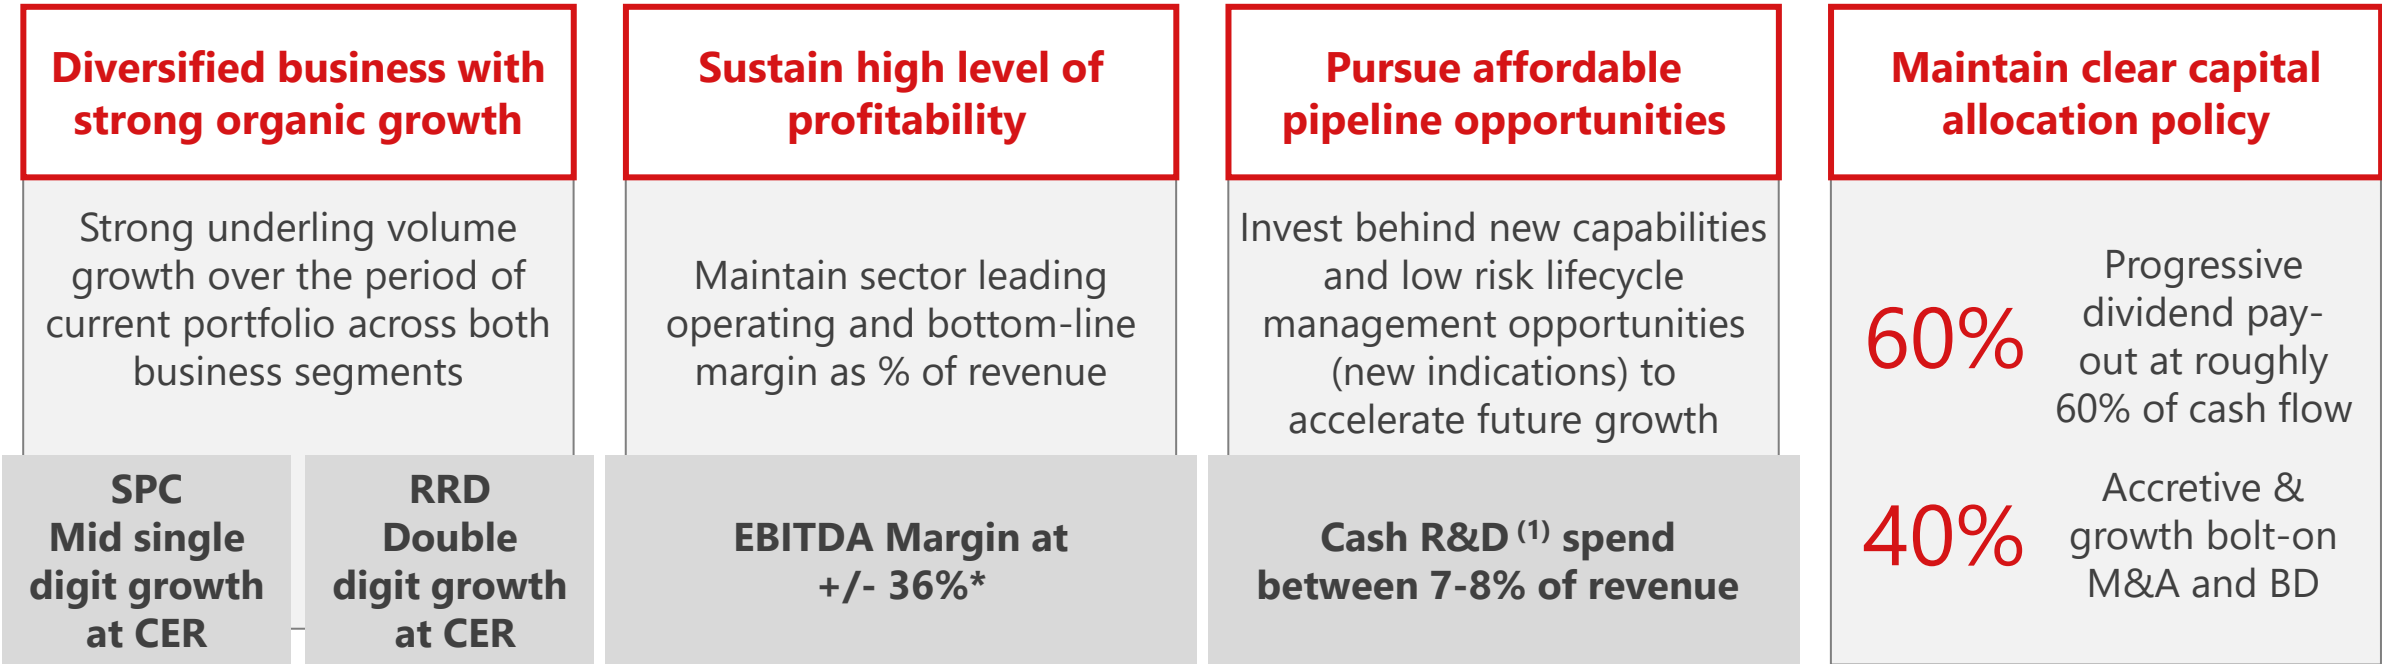 Diversified business with
strong organic growth
Strong underling volume
growth over the period of
current portfolio across both
business segments
SPC
Mid single
digit growth
at CER
RRD
Double
digit growth
at CER
Sustain high level of
profitability
Maintain sector leading
operating and bottom-line
margin as % of revenue
EBITDA Margin at
+/- 36%*
Pursue affordable
pipeline opportunities
Invest behind new capabilities
and low risk lifecycle
management opportunities
(new indications) to
accelerate future growth
Cash R&D (1) spend
between 7-8% of revenue
Maintain clear capital
allocation policy
60%
Progressive
dividend pay-
out at roughly
60% of cash flow
40%
Accretive &
growth bolt-on
M&A and BD